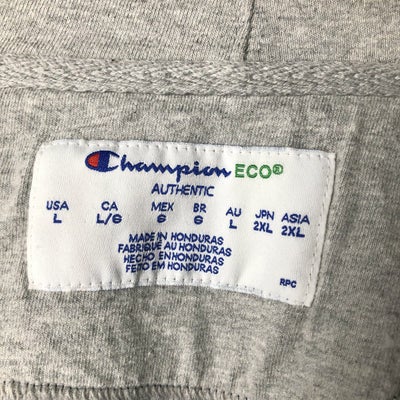 Champion ECO®
AUTHENTIC
USA CA MEX BR AU JPN ASIA
L L/G G G L 2XL 2XL
MADE IN HONDURAS
FABRIQUÉ AU HONDURAS
HECHO EN HONDURAS
FEITO EM HONDURAS
RPC